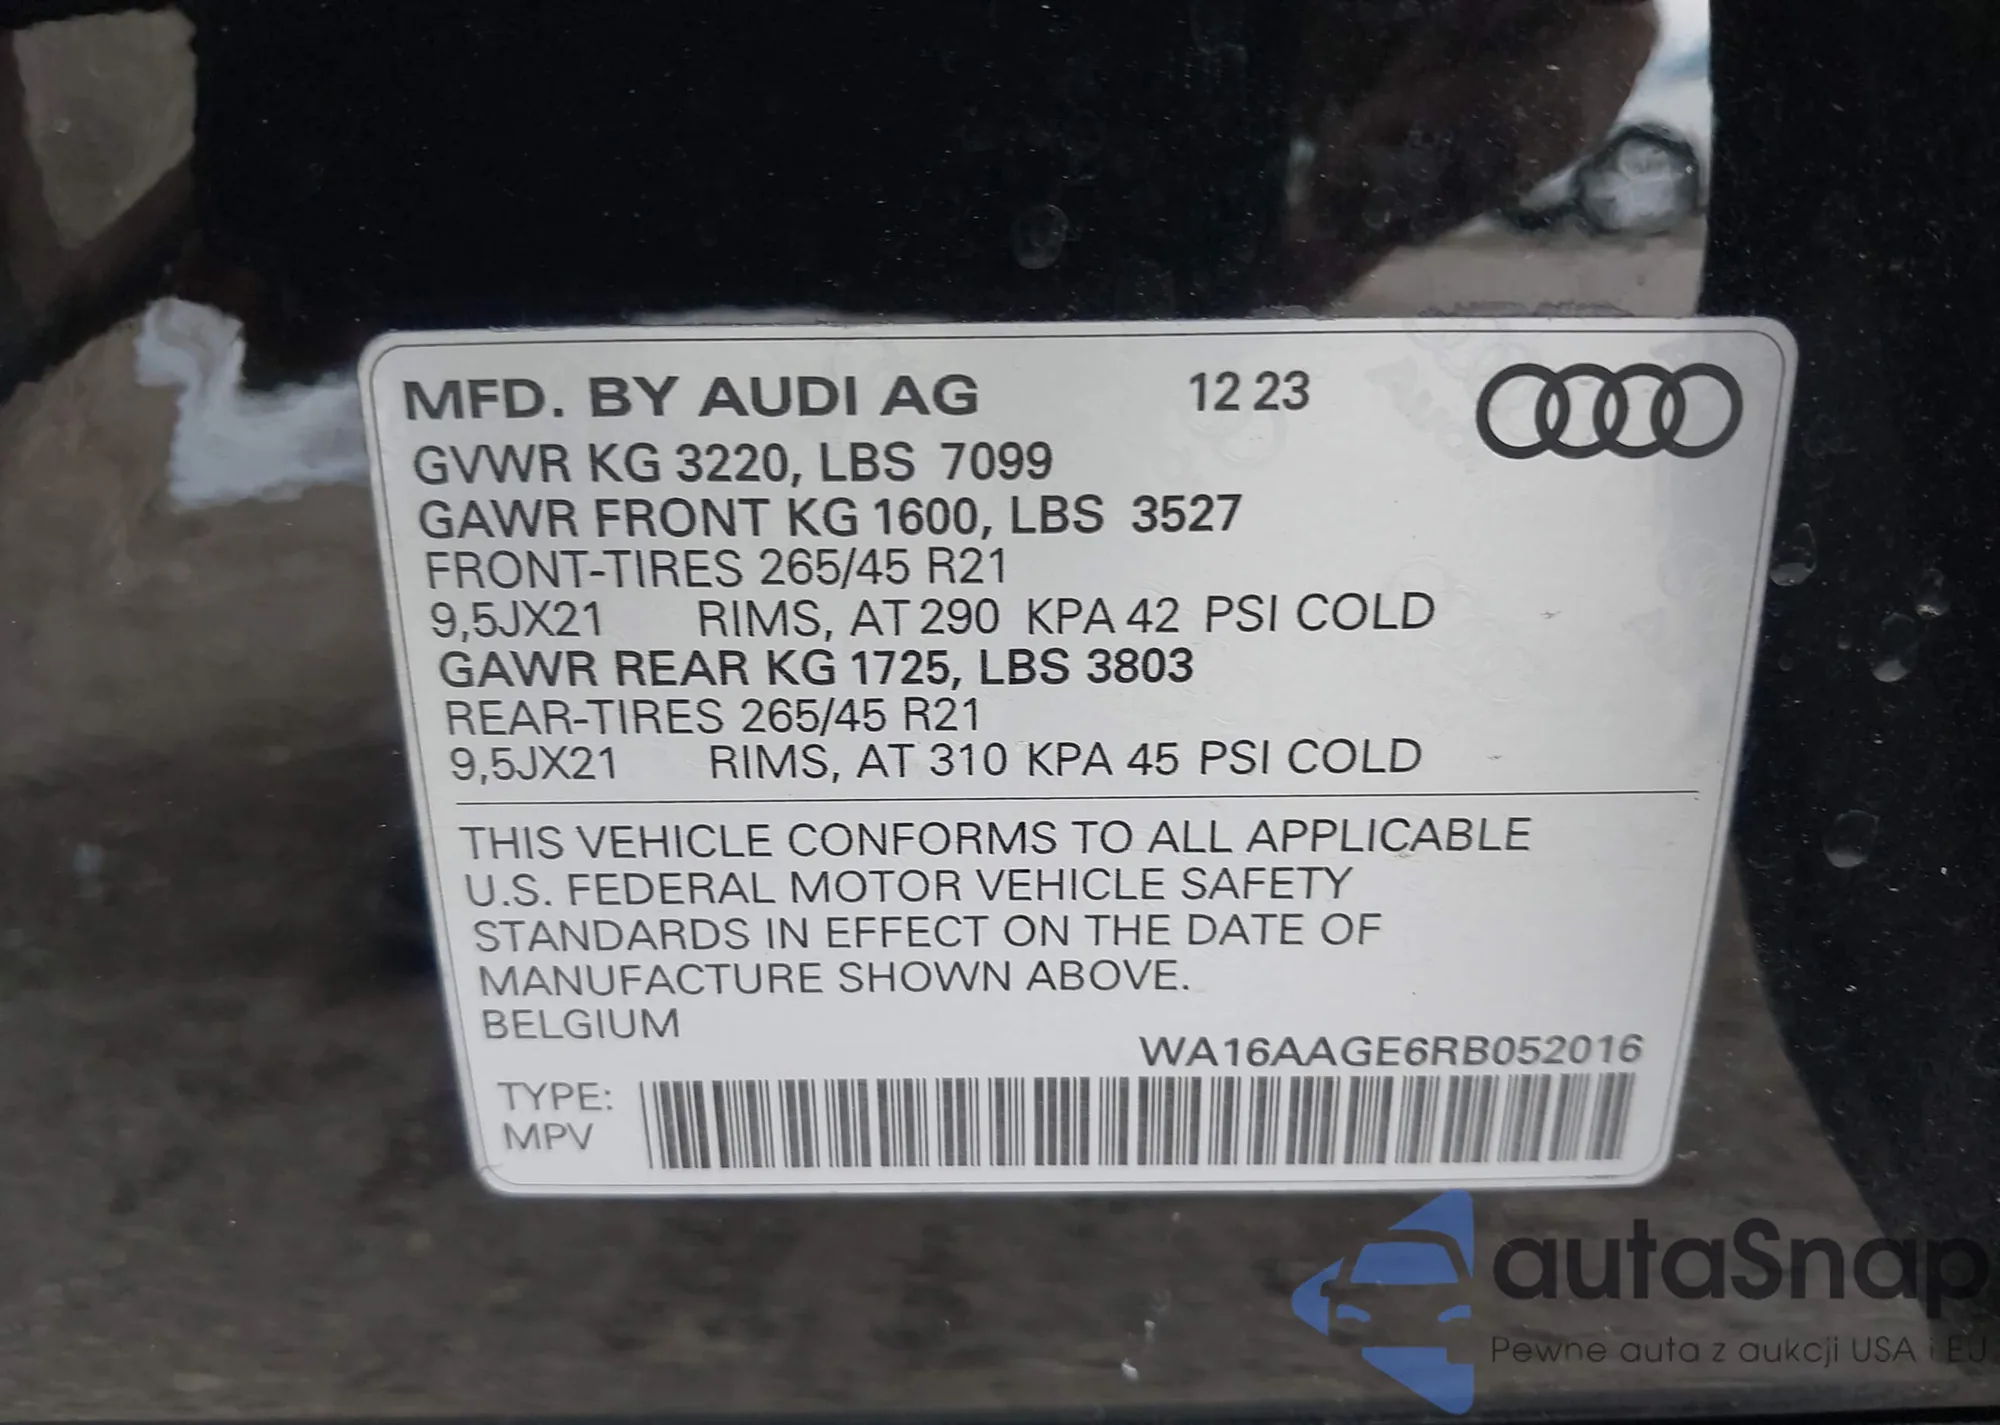 MFD. BY AUDI AG 12 23
GVWR KG 3220, LBS 7099
GAWR FRONT KG 1600, LBS 3527
FRONT-TIRES 265/45 R21
9,5JX21 RIMS, AT 290 KPA 42 PSI COLD
GAWR REAR KG 1725, LBS 3803
REAR-TIRES 265/45 R21
9,5JX21 RIMS, AT 310 KPA 45 PSI COLD
THIS VEHICLE CONFORMS TO ALL APPLICABLE
U.S. FEDERAL MOTOR VEHICLE SAFETY
STANDARDS IN EFFECT ON THE DATE OF
MANUFACTURE SHOWN ABOVE.
BELGIUM
WA16AAGE6RB052016
TYPE:
MPV
autaSnap
Pewne auta z aukcji USA i EU